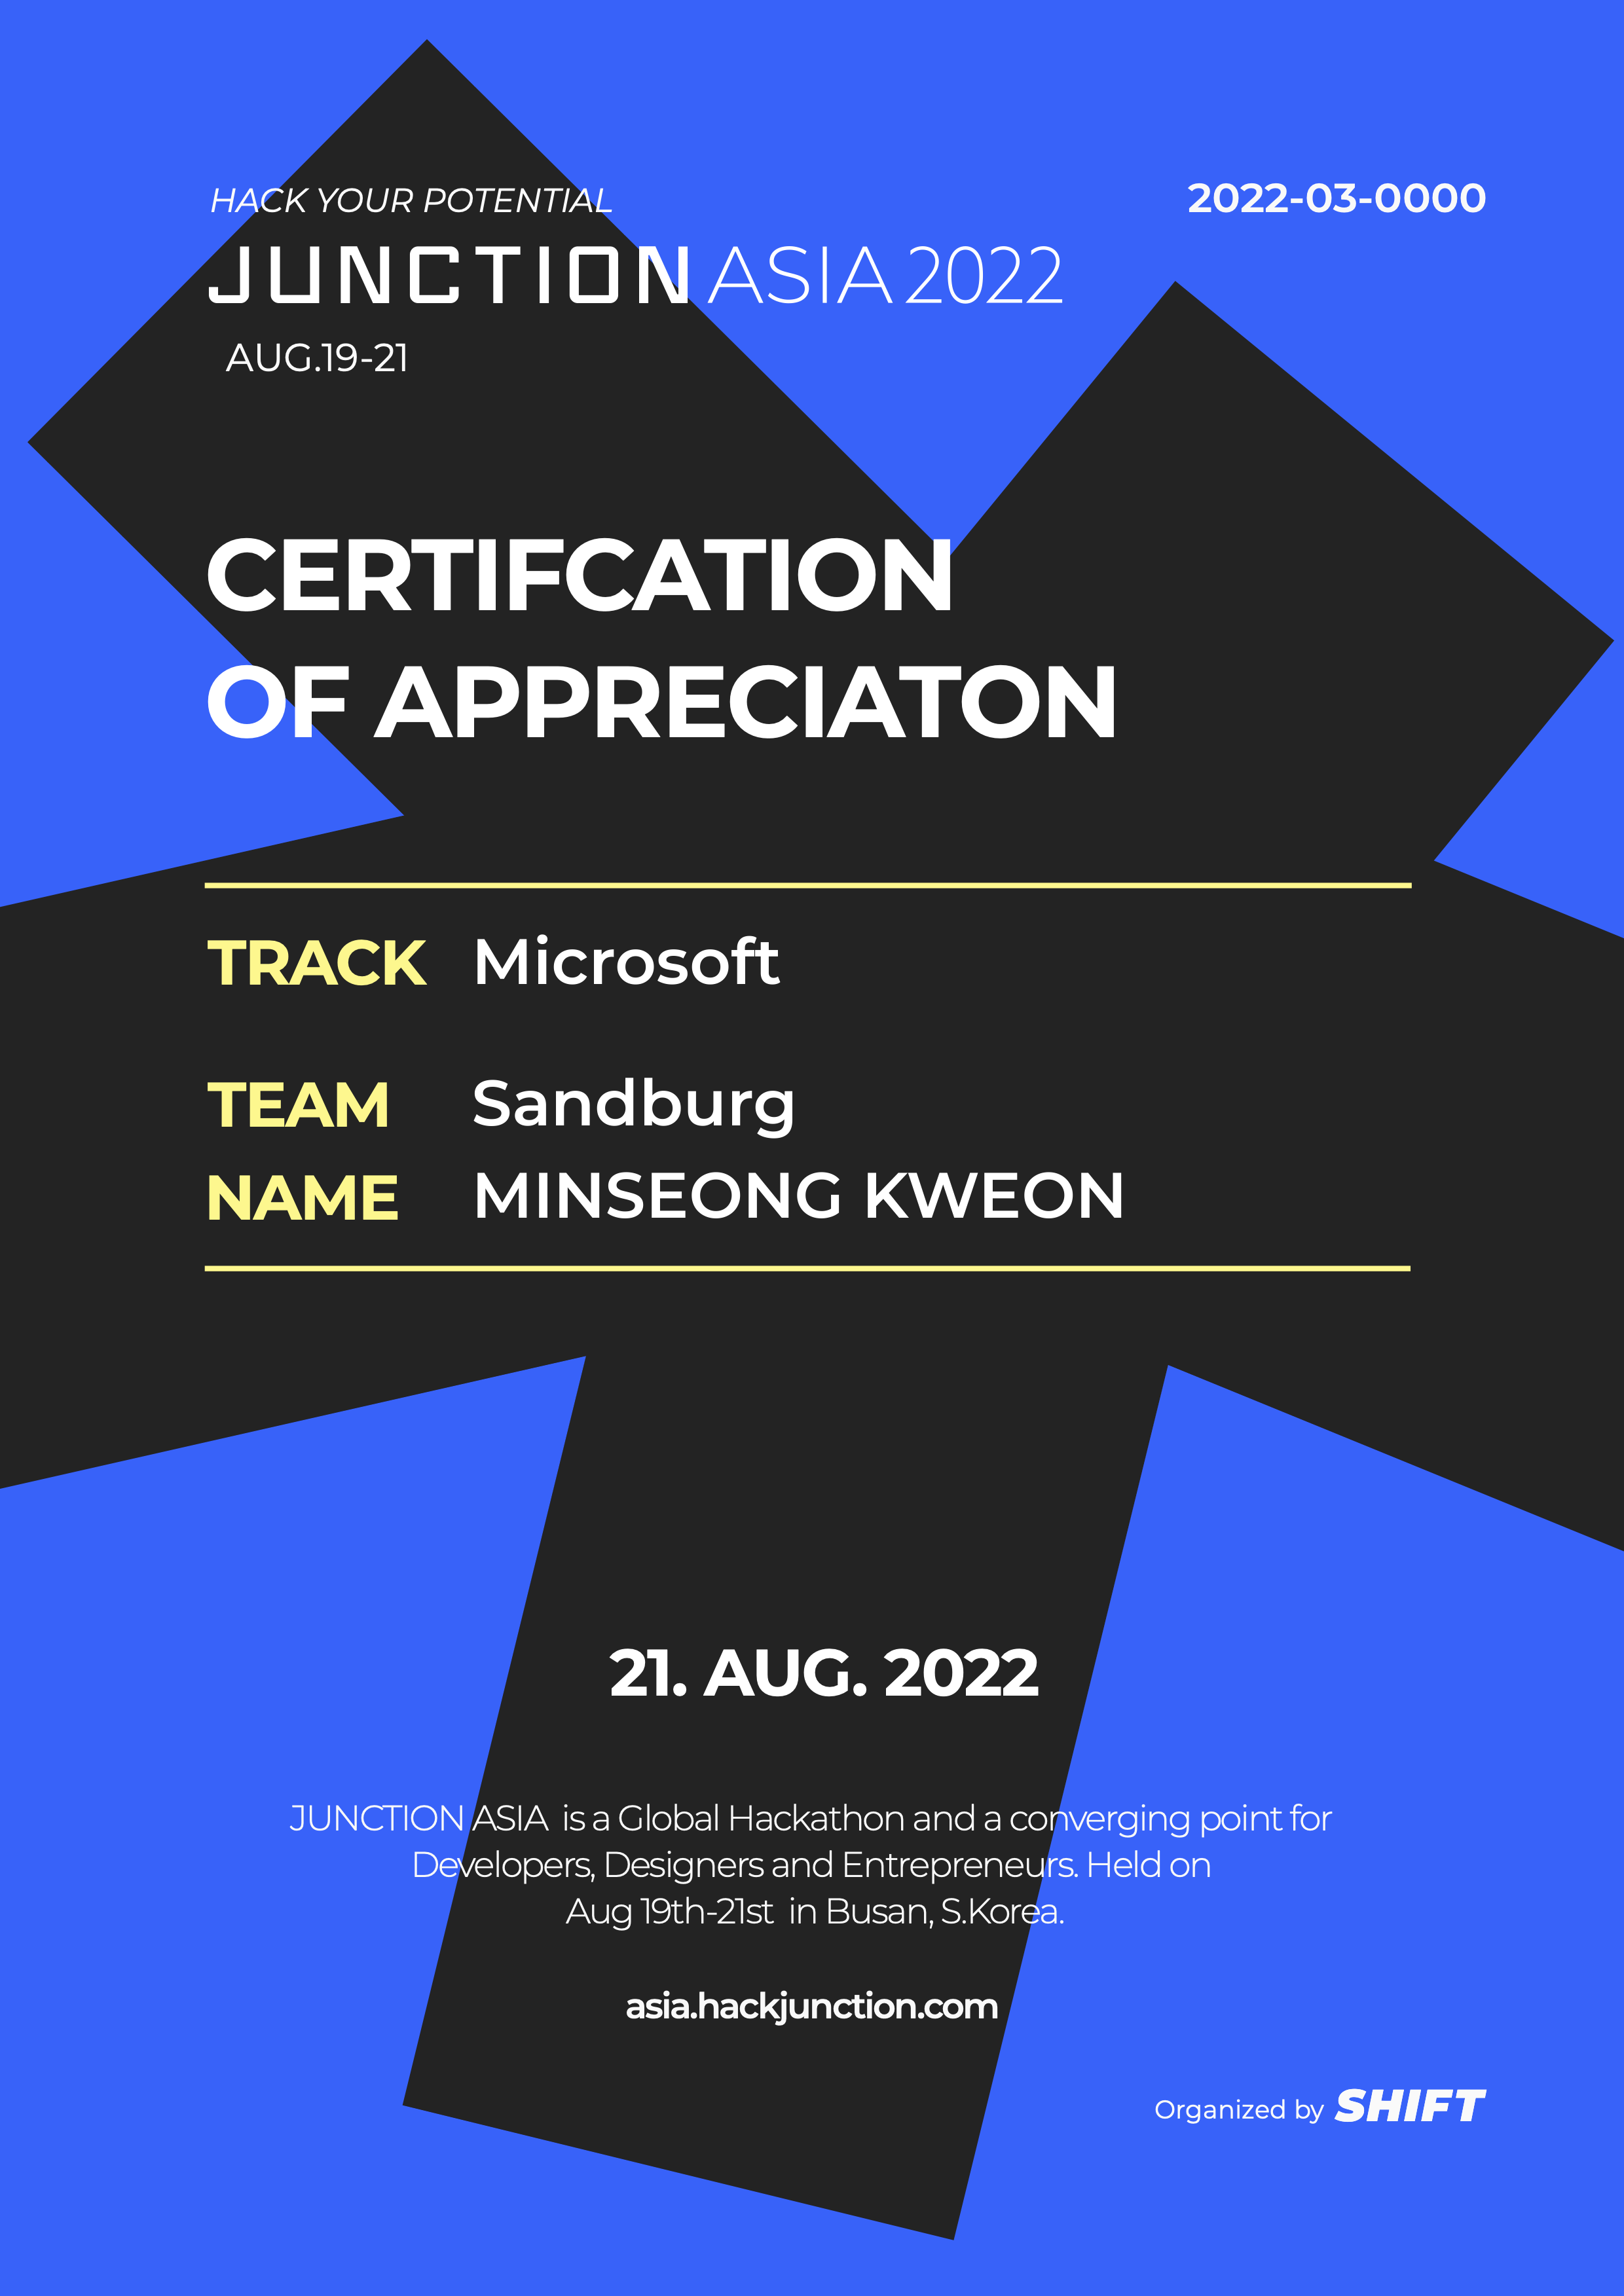 HACK YOUR POTENTIAL
2022-03-0000
JUNCTION ASIA 2022
AUG.19-21
CERTIFCATION
OF APPRECIATON
TRACK Microsoft
TEAM Sandburg
NAME MINSEONG KWEON
21. AUG. 2022
JUNCTION ASIA is a Global Hackathon and a converging point for
Developers, Designers and Entrepreneurs. Held on
Aug 19th-21st in Busan, S.Korea.
asia.hackjunction.com
Organized by SHIFT